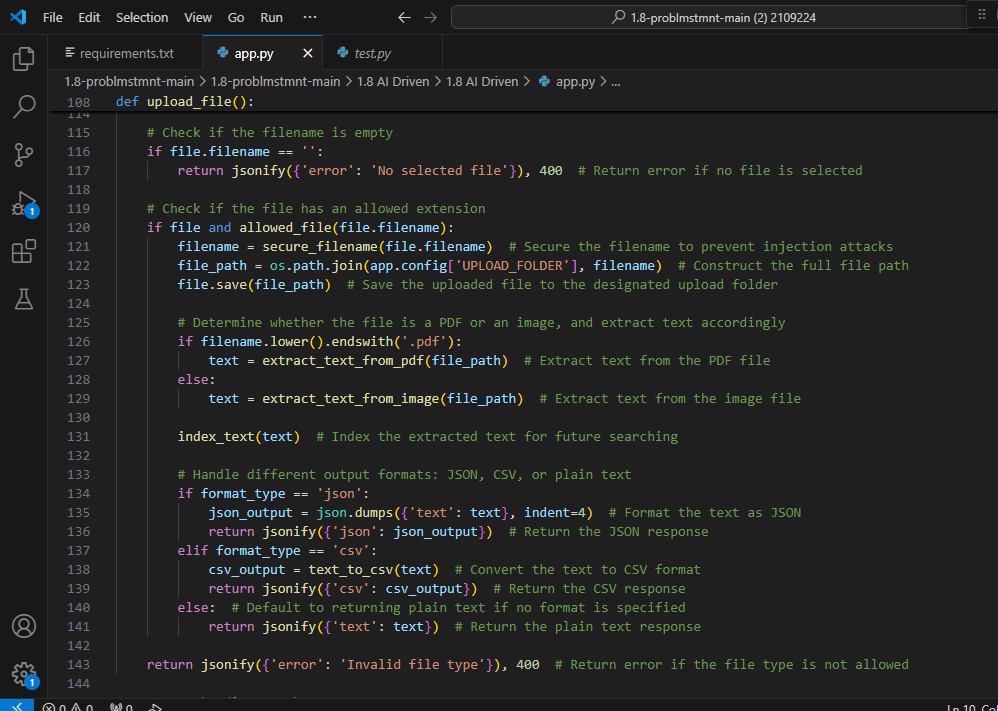 File Edit Selection View Go Run ··· ← → 1.8-problmstmnt-main (2) 2109224
requirements.txt app.py × test.py
1.8-problmstmnt-main > 1.8-problmstmnt-main > 1.8 AI Driven > 1.8 AI Driven > app.py > ...
108 def upload_file():
114
115 # Check if the filename is empty
116 if file.filename == '':
117 return jsonify({'error': 'No selected file'}), 400 # Return error if no file is selected
118
119 # Check if the file has an allowed extension
120 if file and allowed_file(file.filename):
121 filename = secure_filename(file.filename) # Secure the filename to prevent injection attacks
122 file_path = os.path.join(app.config['UPLOAD_FOLDER'], filename) # Construct the full file path
123 file.save(file_path) # Save the uploaded file to the designated upload folder
124
125 # Determine whether the file is a PDF or an image, and extract text accordingly
126 if filename.lower().endswith('.pdf'):
127 text = extract_text_from_pdf(file_path) # Extract text from the PDF file
128 else:
129 text = extract_text_from_image(file_path) # Extract text from the image file
130
131 index_text(text) # Index the extracted text for future searching
132
133 # Handle different output formats: JSON, CSV, or plain text
134 if format_type == 'json':
135 json_output = json.dumps({'text': text}, indent=4) # Format the text as JSON
136 return jsonify({'json': json_output}) # Return the JSON response
137 elif format_type == 'csv':
138 csv_output = text_to_csv(text) # Convert the text to CSV format
139 return jsonify({'csv': csv_output}) # Return the CSV response
140 else: # Default to returning plain text if no format is specified
141 return jsonify({'text': text}) # Return the plain text response
142
143 return jsonify({'error': 'Invalid file type'}), 400 # Return error if the file type is not allowed
144
1
1
0 0 0 Ln 10, Co